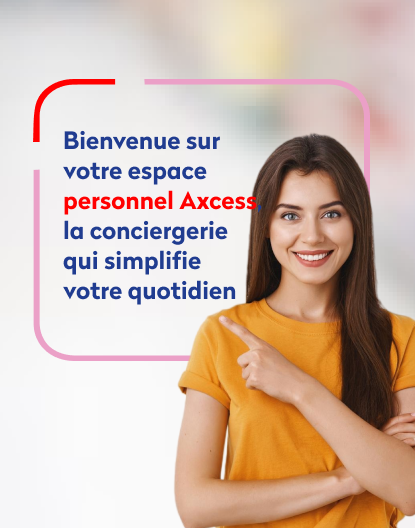 Bienvenue sur
votre espace
personnel Axcess,
la conciergerie
qui simplifie
votre quotidien